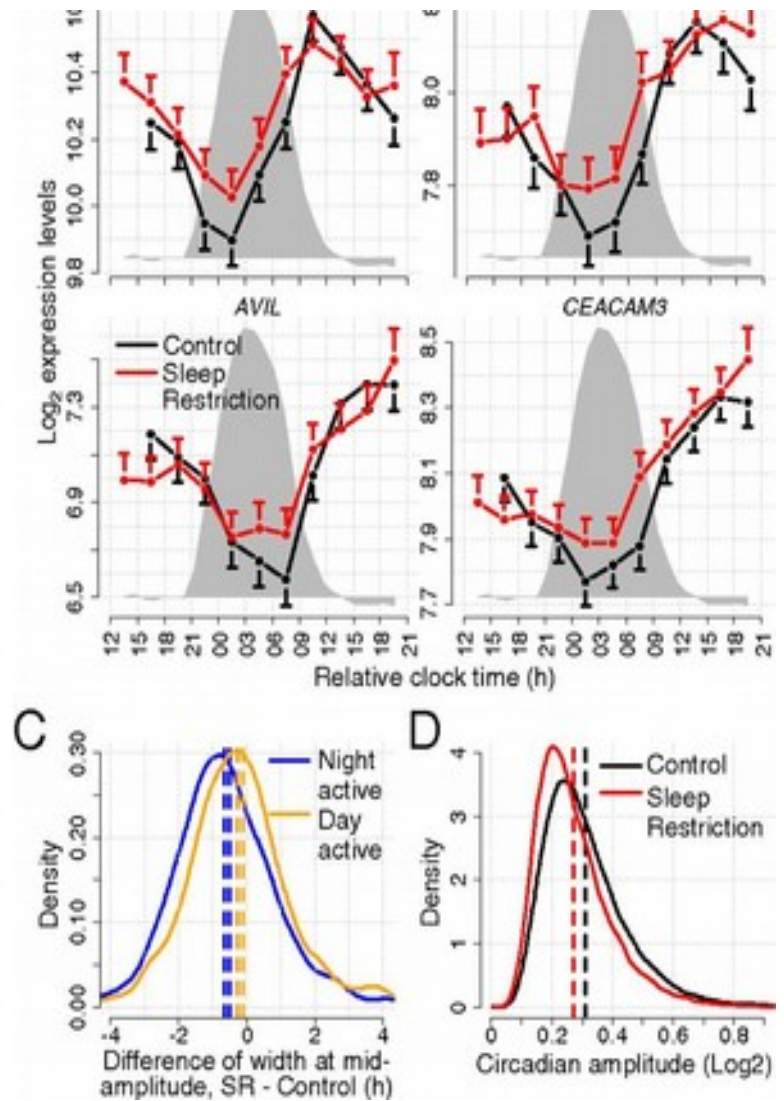 10.4
10.2
10.0
9.8
8.0
7.8
Log2 expression levels
AVIL
CEACAM3
Control
Sleep
Restriction
7.3
6.9
6.5
8.5
8.3
8.1
7.9
7.7
12 15 18 21 00 03 06 09 12 15 18 21
12 15 18 21 00 03 06 09 12 15 18 21
Relative clock time (h)
C
D
Density
0.30
0.20
0.10
0.00
Night
active
Day
active
-4 -2 0 2 4
Difference of width at mid-
amplitude, SR - Control (h)
Density
4
3
2
1
0
Control
Sleep
Restriction
0 0.2 0.4 0.6 0.8
Circadian amplitude (Log2)